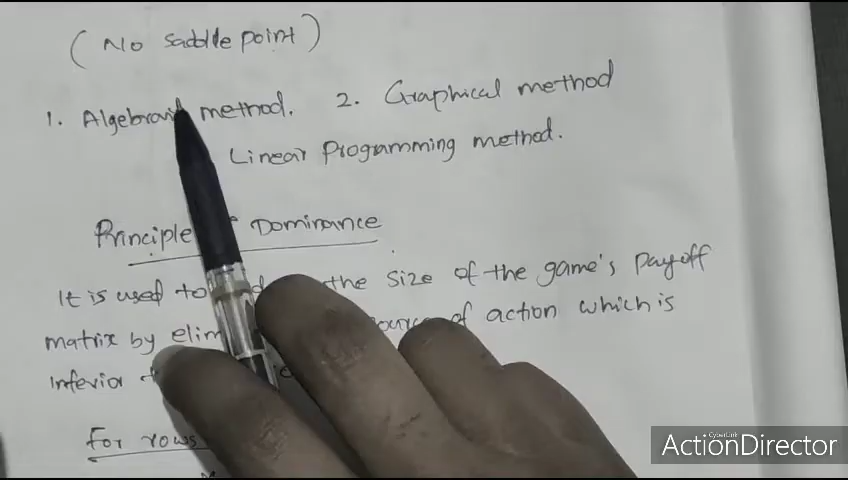 (No saddle point)
1. Algebraic method. 2. Graphical method
Linear Programming method.
Principle Dominance
It is used to the size of the game's payoff
matrix by elim of action which is
Inferior
For rows
CyberLink
ActionDirector